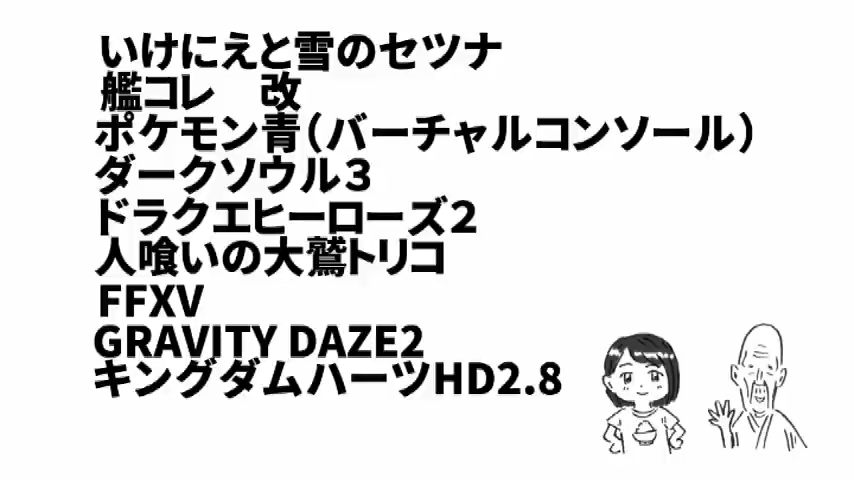 いけにえと雪のセツナ
艦コレ　改
ポケモン青（バーチャルコンソール）
ダークソウル３
ドラクエヒーローズ２
人喰いの大鷲トリコ
FFXV
GRAVITY DAZE2
キングダムハーツHD2.8